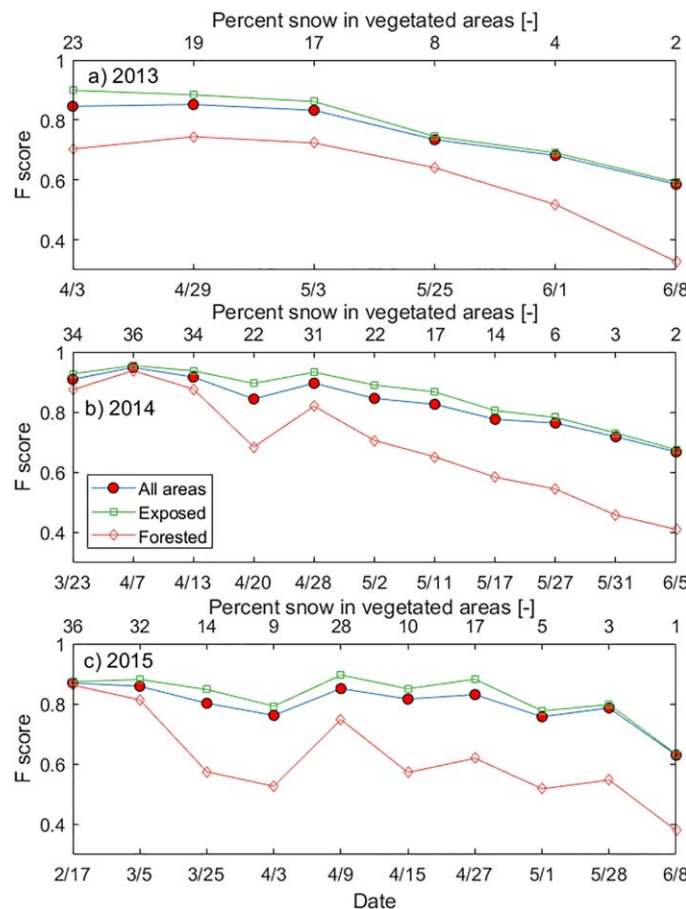 Percent snow in vegetated areas [-]
23 19 17 8 4 2
a) 2013
1
0.8
0.6
0.4
F score
4/3 4/29 5/3 5/25 6/1 6/8
Percent snow in vegetated areas [-]
34 36 34 22 31 22 17 14 6 3 2
b) 2014
1
0.8
0.6
0.4
F score
All areas
Exposed
Forested
3/23 4/7 4/13 4/20 4/28 5/2 5/11 5/17 5/27 5/31 6/5
Percent snow in vegetated areas [-]
36 32 14 9 28 10 17 5 3 1
c) 2015
1
0.8
0.6
0.4
F score
2/17 3/5 3/25 4/3 4/9 4/15 4/27 5/1 5/28 6/8
Date